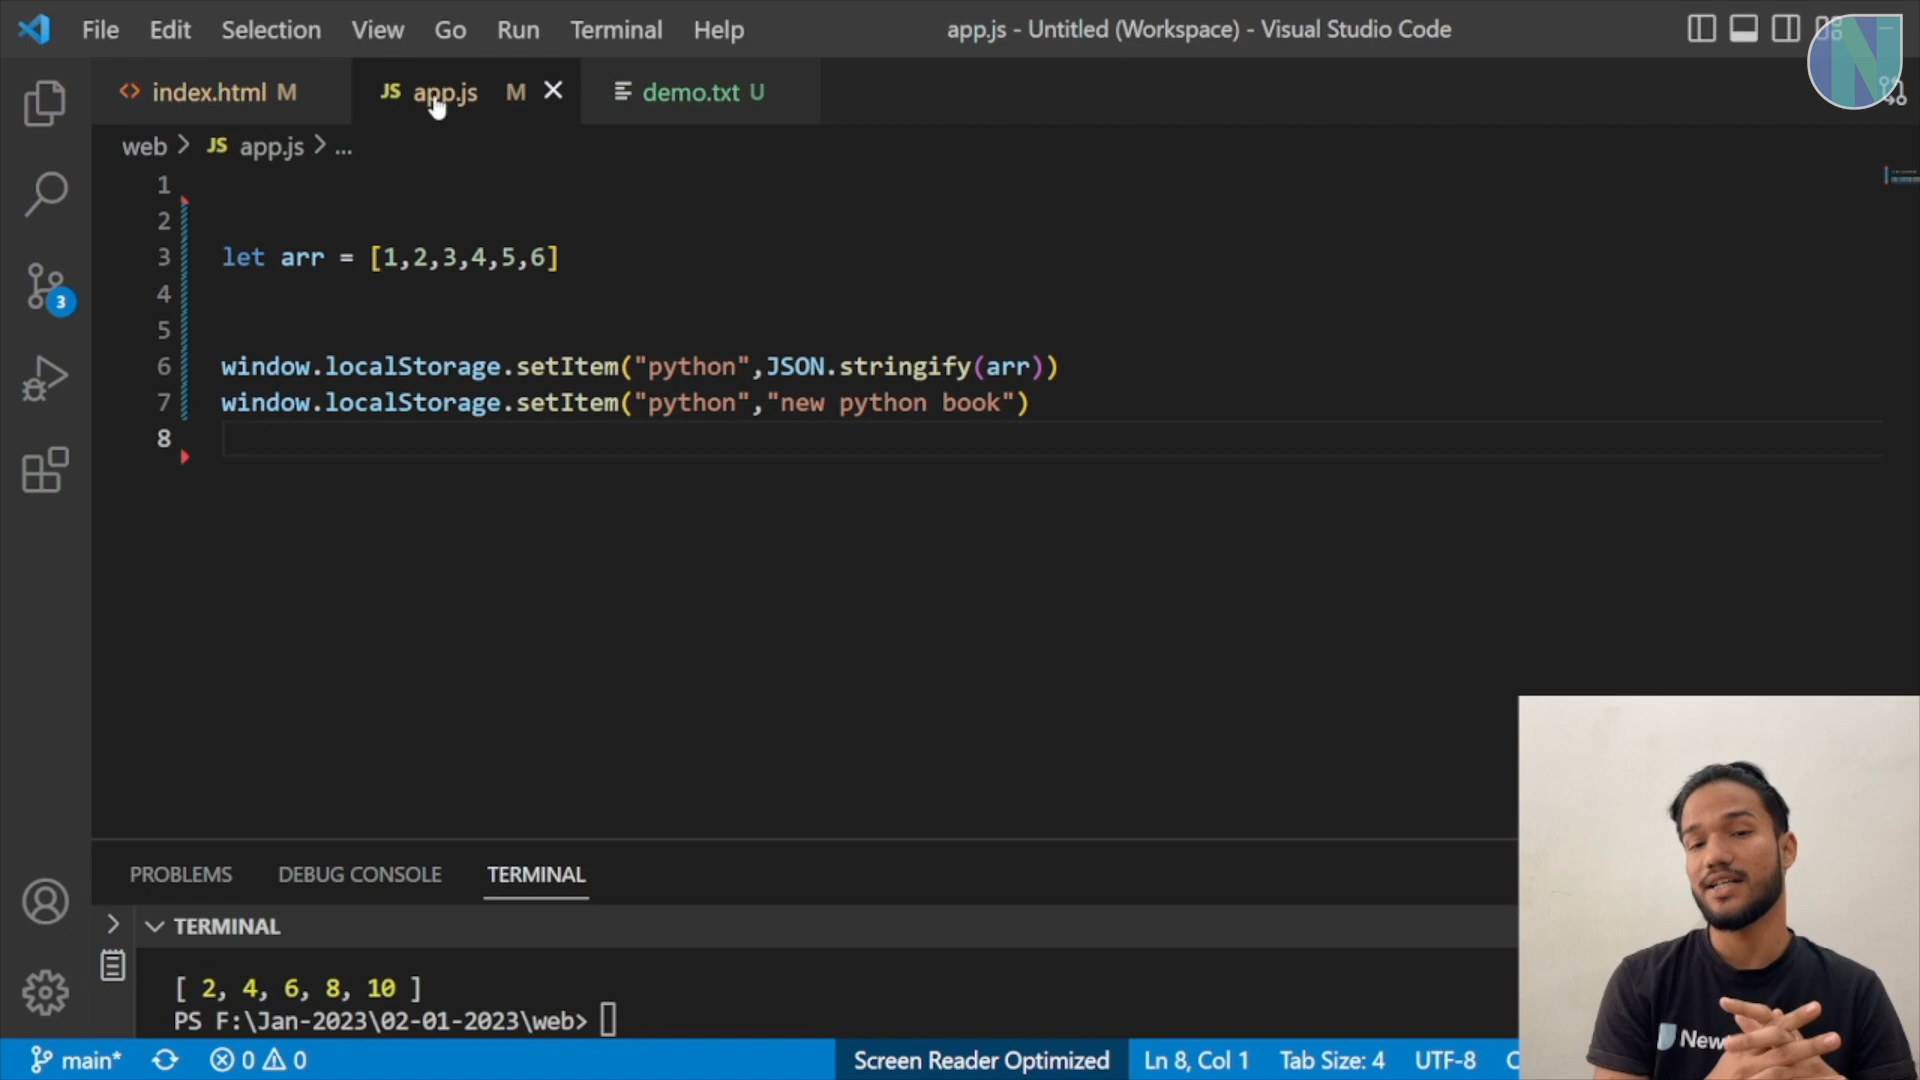 File Edit Selection View Go Run Terminal Help
app.js - Untitled (Workspace) - Visual Studio Code
<> index.html M
JS app.js M
demo.txt U
web > JS app.js > ...
1
2
3 let arr = [1,2,3,4,5,6]
4
5
6 window.localStorage.setItem("python",JSON.stringify(arr))
7 window.localStorage.setItem("python","new python book")
8
3
PROBLEMS DEBUG CONSOLE TERMINAL
TERMINAL
[ 2, 4, 6, 8, 10 ]
PS F:\Jan-2023\02-01-2023\web>
New
main* 0 0 Screen Reader Optimized Ln 8, Col 1 Tab Size: 4 UTF-8